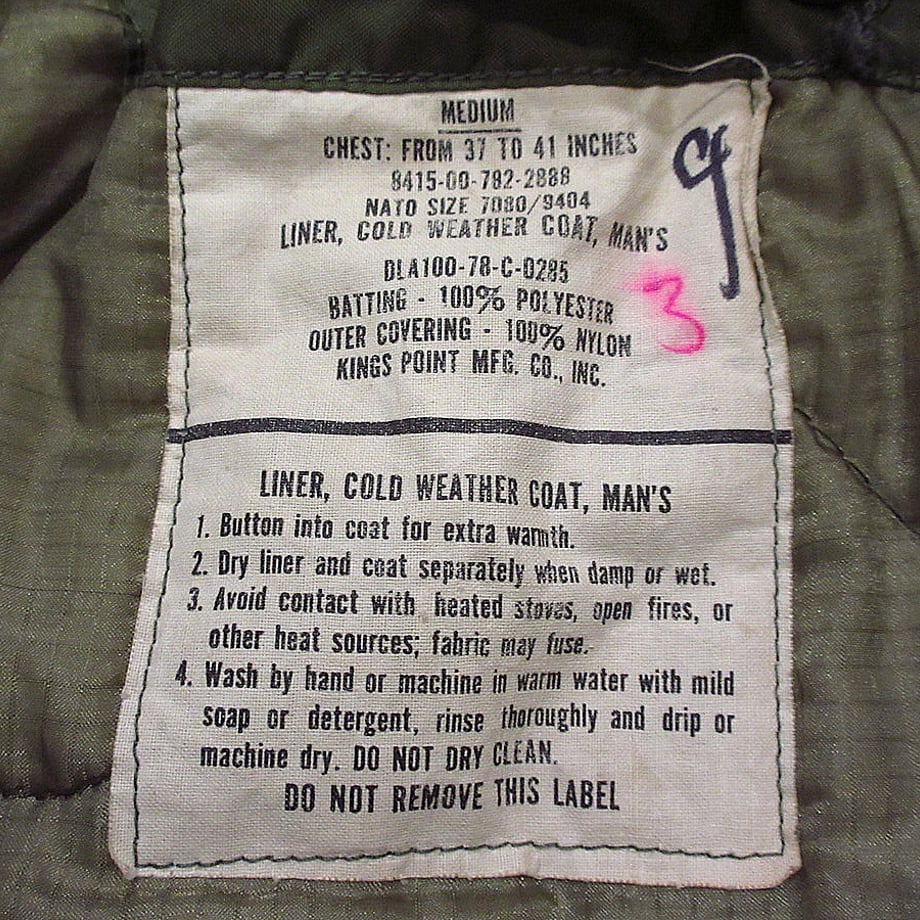 MEDIUM
CHEST: FROM 37 TO 41 INCHES
8415-00-782-2888
NATO SIZE 7080/9404
LINER, COLD WEATHER COAT, MAN'S
DLA100-78-C-0285
BATTING - 100% POLYESTER
OUTER COVERING - 100% NYLON
KINGS POINT MFG. CO., INC.
9
3
LINER, COLD WEATHER COAT, MAN'S
1. Button into coat for extra warmth.
2. Dry liner and coat separately when damp or wet.
3. Avoid contact with heated stoves, open fires, or
other heat sources; fabric may fuse.
4. Wash by hand or machine in warm water with mild
soap or detergent, rinse thoroughly and drip or
machine dry. DO NOT DRY CLEAN.
DO NOT REMOVE THIS LABEL